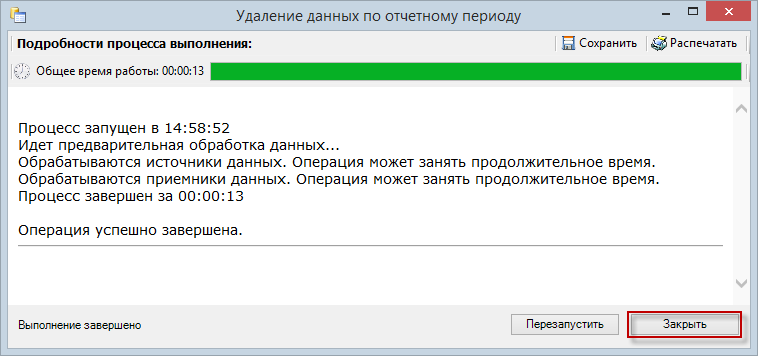 Удаление данных по отчетному периоду
Подробности процесса выполнения:
Сохранить
Распечатать
Общее время работы: 00:00:13
Процесс запущен в 14:58:52
Идет предварительная обработка данных...
Обрабатываются источники данных. Операция может занять продолжительное время.
Обрабатываются приемники данных. Операция может занять продолжительное время.
Процесс завершен за 00:00:13
Операция успешно завершена.
Выполнение завершено
Перезапустить
Закрыть